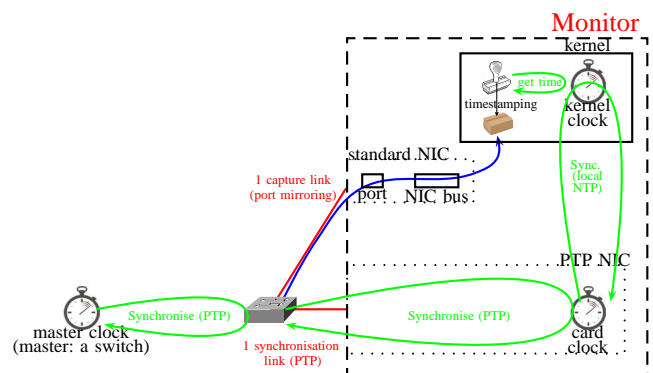 Monitor
kernel
get time
timestamping
kernel
clock
standard NIC
1 capture link
(port mirroring)
port
NIC bus
Sync.
(local
NTP)
PTP NIC
Synchronise (PTP)
Synchronise (PTP)
master clock
(master: a switch)
1 synchronisation
link (PTP)
card
clock